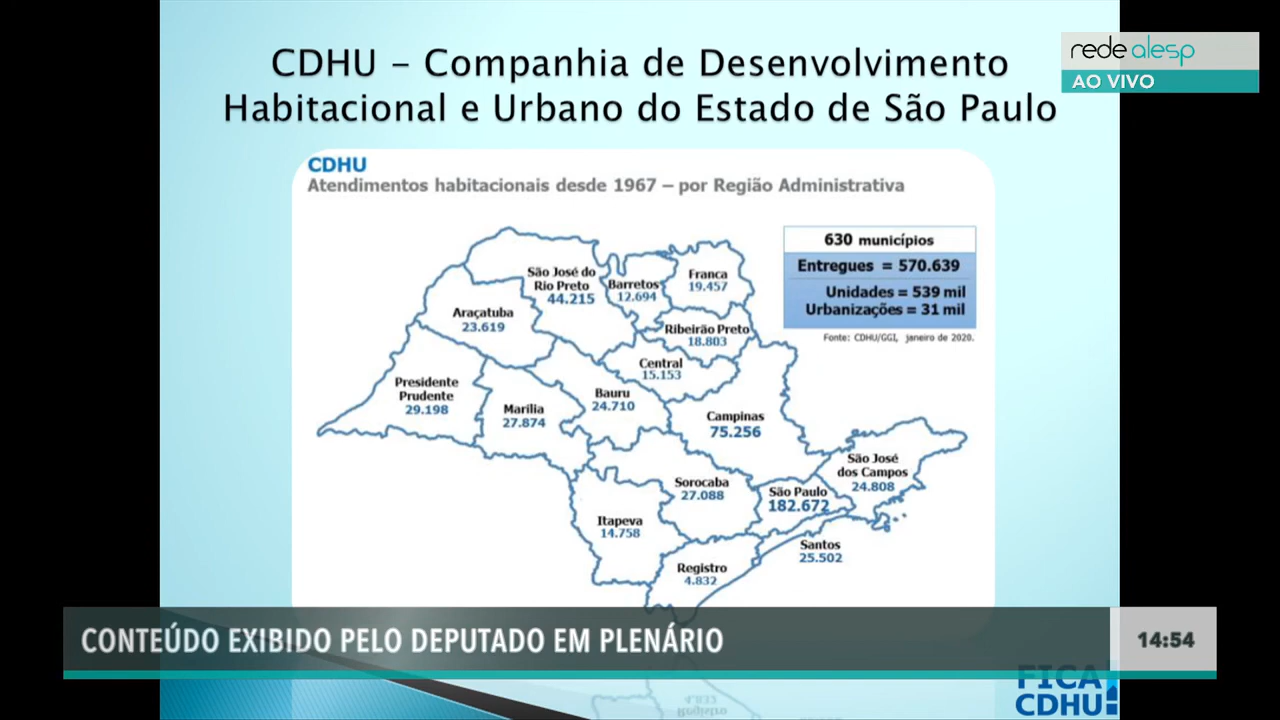 CDHU – Companhia de Desenvolvimento
Habitacional e Urbano do Estado de São Paulo
rede alesp
AO VIVO
CDHU
Atendimentos habitacionais desde 1967 – por Região Administrativa
630 municípios
Entregues = 570.639
Unidades = 539 mil
Urbanizações = 31 mil
Fonte: CDHU/GGI, janeiro de 2020.
São José do
Rio Preto
44.215
Barretos
12.694
Franca
19.457
Araçatuba
23.619
Ribeirão Preto
18.803
Central
15.153
Presidente
Prudente
29.198
Marília
27.874
Bauru
24.710
Campinas
75.256
São José
dos Campos
24.808
Sorocaba
27.088
São Paulo
182.672
Itapeva
14.758
Santos
25.502
Registro
4.832
CONTEÚDO EXIBIDO PELO DEPUTADO EM PLENÁRIO
14:54
FICA
CDHU!
4.832
Registro